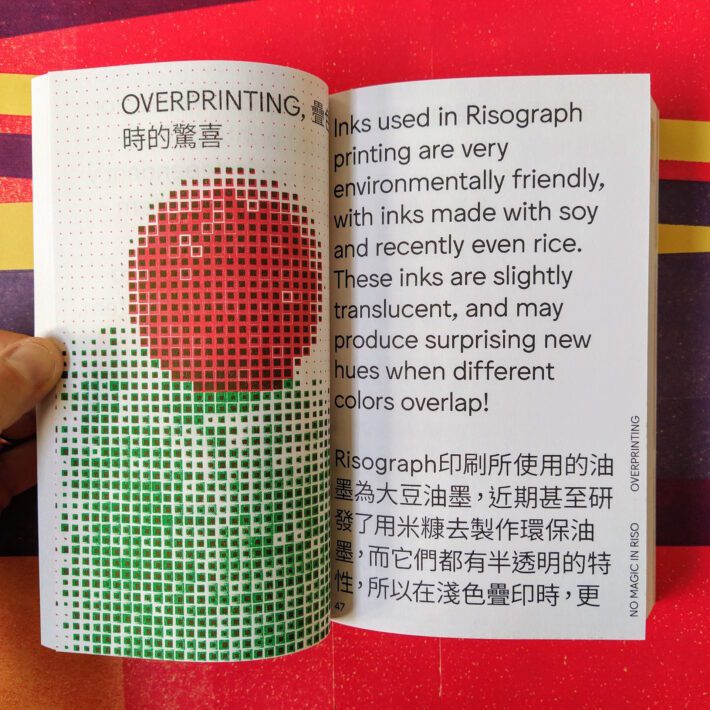 OVERPRINTING, 疊色
時的驚喜
Inks used in Risograph
printing are very
environmentally friendly,
with inks made with soy
and recently even rice.
These inks are slightly
translucent, and may
produce surprising new
hues when different
colors overlap!
Risograph印刷所使用的油
墨為大豆油墨，近期甚至研
發了用米糠去製作環保油
墨，而它們都有半透明的特
性，所以在淺色疊印時，更
47
NO MAGIC IN RISO OVERPRINTING